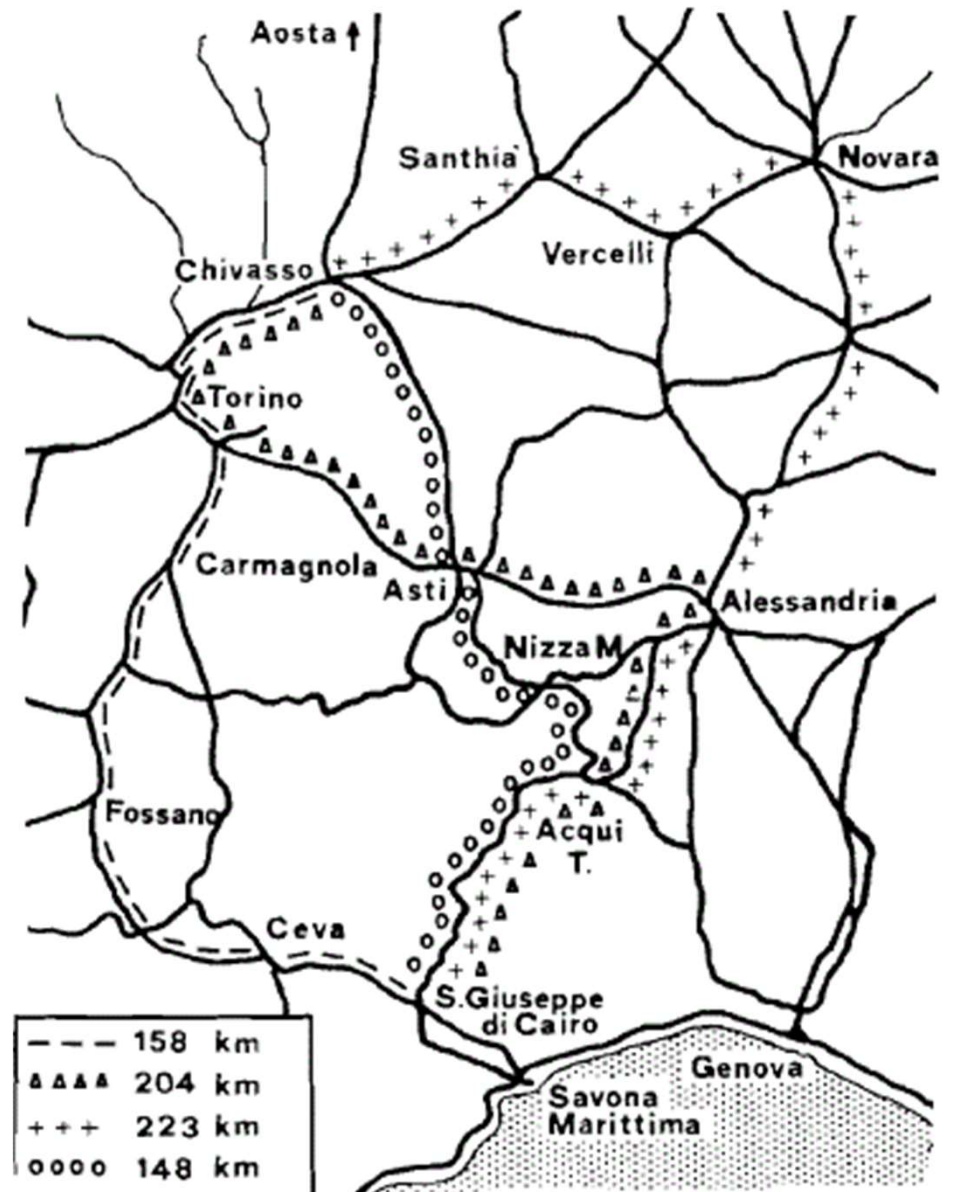 Aosta
Santhia`
Novara
Vercelli
Chivasso
Torino
Carmagnola
Asti
Alessandria
Nizza M.
Fossano
Acqui
T.
Ceva
S.Giuseppe
di Cairo
Genova
Savona
Marittima
158 km
204 km
223 km
148 km